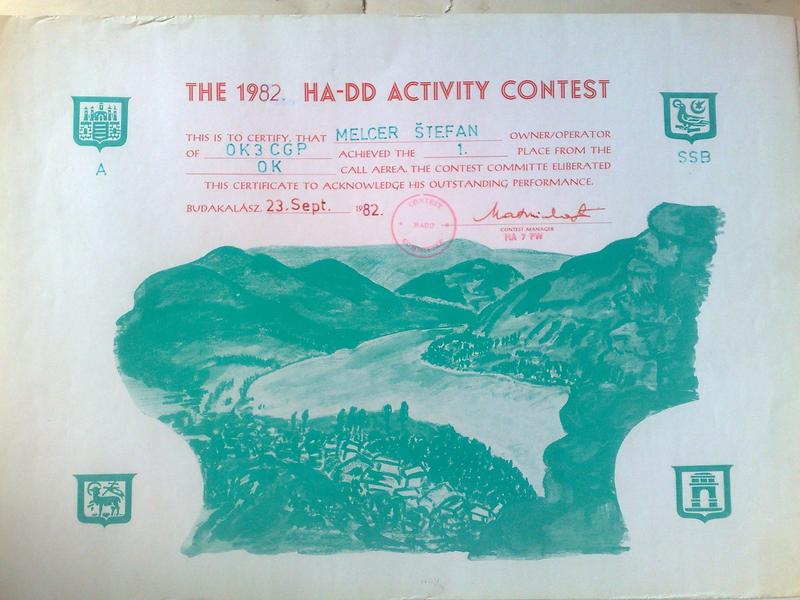 THE 1982. HA-DD ACTIVITY CONTEST
THIS IS TO CERTIFY, THAT MELCER ŠTEFAN OWNER/OPERATOR
OF OK3CGP ACHIEVED THE 1. PLACE FROM THE
OK CALL AEREA. THE CONTEST COMMITTE ELIBERATED
THIS CERTIFICATE TO ACKNOWLEDGE HIS OUTSTANDING PERFORMANCE.
BUDAKALÁSZ, 23. Sept. 1982.
A
SSB
CONTEST
HADD
CONTEST MANAGER
HA 7 PW